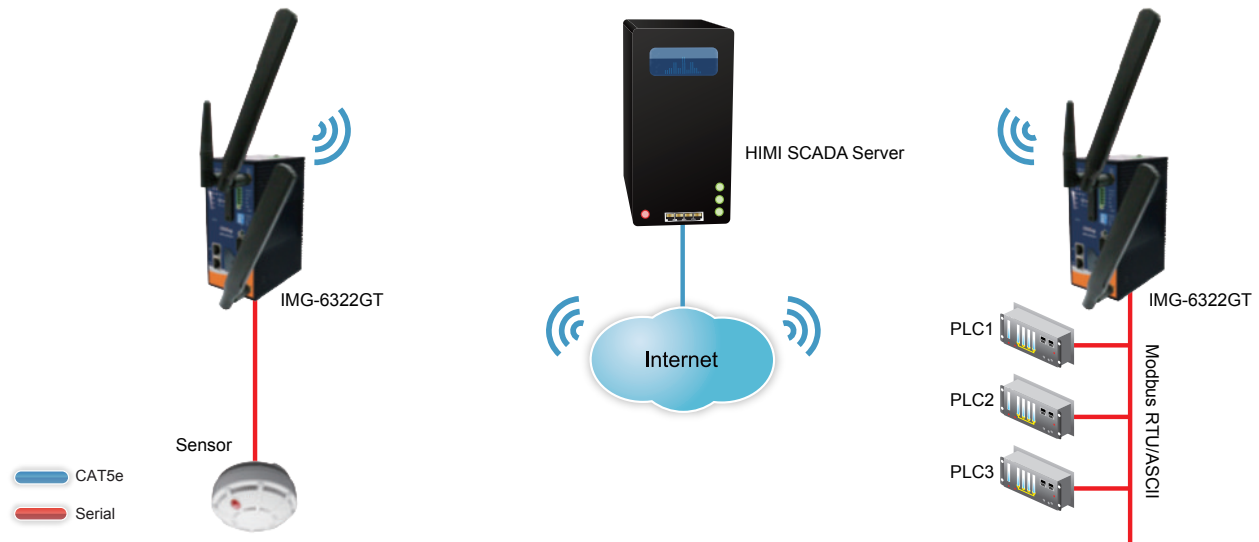 HIMI SCADA Server
IMG-6322GT
IMG-6322GT
PLC1
Internet
PLC2
Modbus RTU/ASCII
Sensor
PLC3
CAT5e
Serial